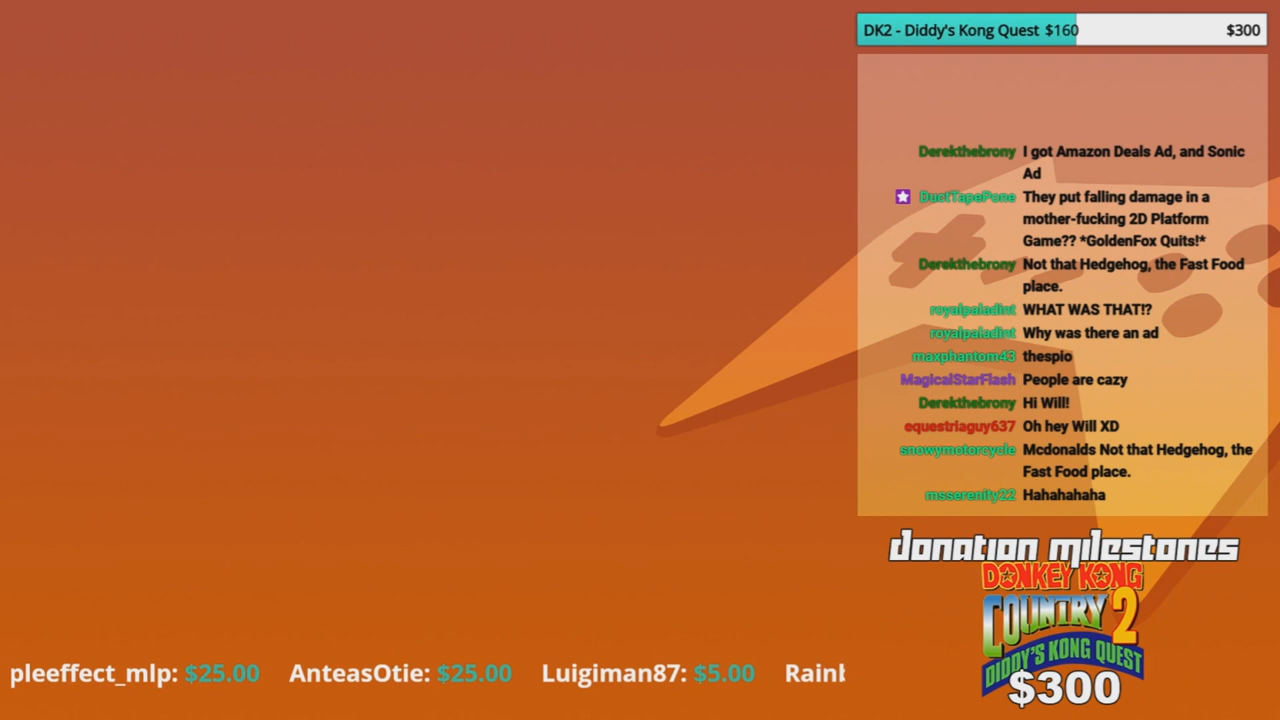 DK2 - Diddy's Kong Quest $160 $300
Derekthebrony I got Amazon Deals Ad, and Sonic
Ad
DuctTapePone They put falling damage in a
mother-fucking 2D Platform
Game?? *GoldenFox Quits!*
Derekthebrony Not that Hedgehog, the Fast Food
place.
royalpaladint WHAT WAS THAT!?
royalpaladint Why was there an ad
maxphantom43 thespio
MagicalStarFlash People are cazy
Derekthebrony Hi Will!
equestriaguy637 Oh hey Will XD
snowymotorcycle Mcdonalds Not that Hedgehog, the
Fast Food place.
msserenity22 Hahahahaha
DONATION MILESTONES
DONKEY KONG
COUNTRY 2
DIDDY'S KONG QUEST
$300
pleeffect_mlp: $25.00 AnteasOtie: $25.00 Luigiman87: $5.00 Rainb